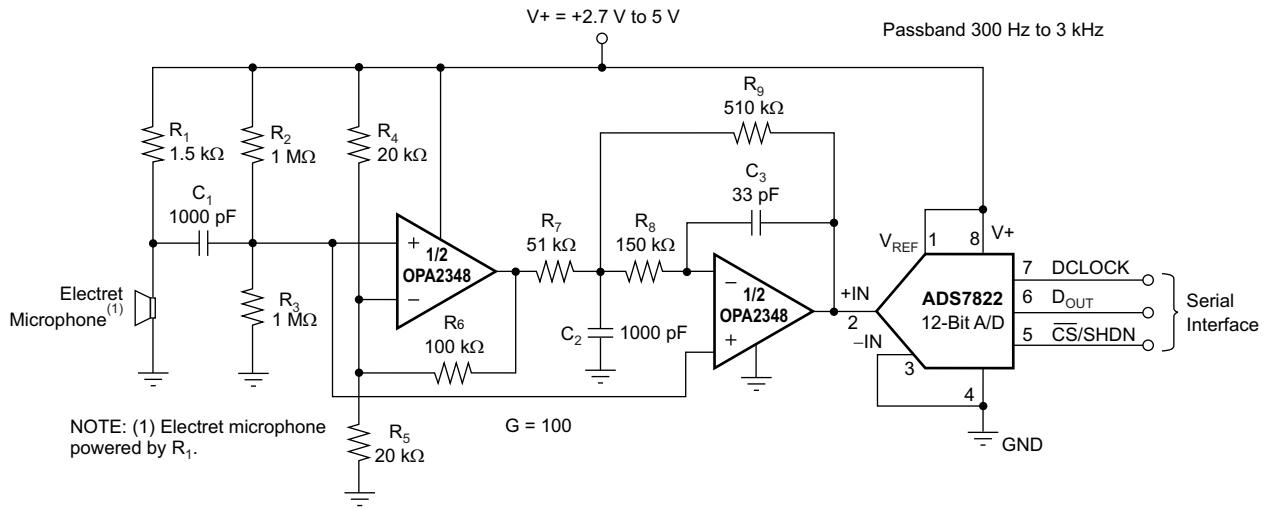 V+ = +2.7 V to 5 V
Passband 300 Hz to 3 kHz
R1
1.5 kΩ
R2
1 MΩ
R4
20 kΩ
R9
510 kΩ
C1
1000 pF
C3
33 pF
R7
51 kΩ
R8
150 kΩ
+
1/2
OPA2348
−
VREF
1
8
V+
7
DCLOCK
Electret
Microphone(1)
R3
1 MΩ
R6
100 kΩ
C2
1000 pF
−
1/2
OPA2348
+
+IN
2
ADS7822
12-Bit A/D
6
DOUT
Serial
Interface
−IN
3
5
C̅S̅/SHDN
4
GND
NOTE: (1) Electret microphone
powered by R1.
G = 100
R5
20 kΩ